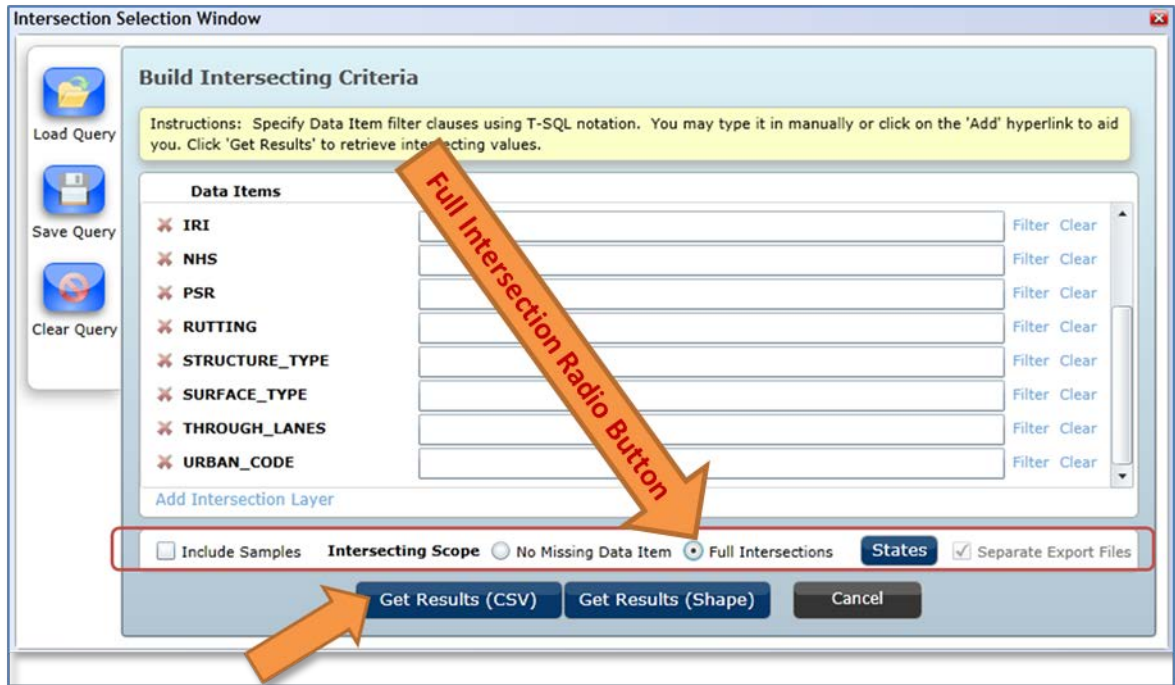 Intersection Selection Window
Build Intersecting Criteria
Instructions: Specify Data Item filter clauses using T-SQL notation. You may type it in manually or click on the 'Add' hyperlink to aid
you. Click 'Get Results' to retrieve intersecting values.
Load Query
Save Query
Clear Query
Data Items
IRI Filter Clear
NHS Filter Clear
PSR Filter Clear
RUTTING Filter Clear
STRUCTURE_TYPE Filter Clear
SURFACE_TYPE Filter Clear
THROUGH_LANES Filter Clear
URBAN_CODE Filter Clear
Add Intersection Layer
Full Intersection Radio Button
Include Samples Intersecting Scope No Missing Data Item Full Intersections States Separate Export Files
Get Results (CSV) Get Results (Shape) Cancel